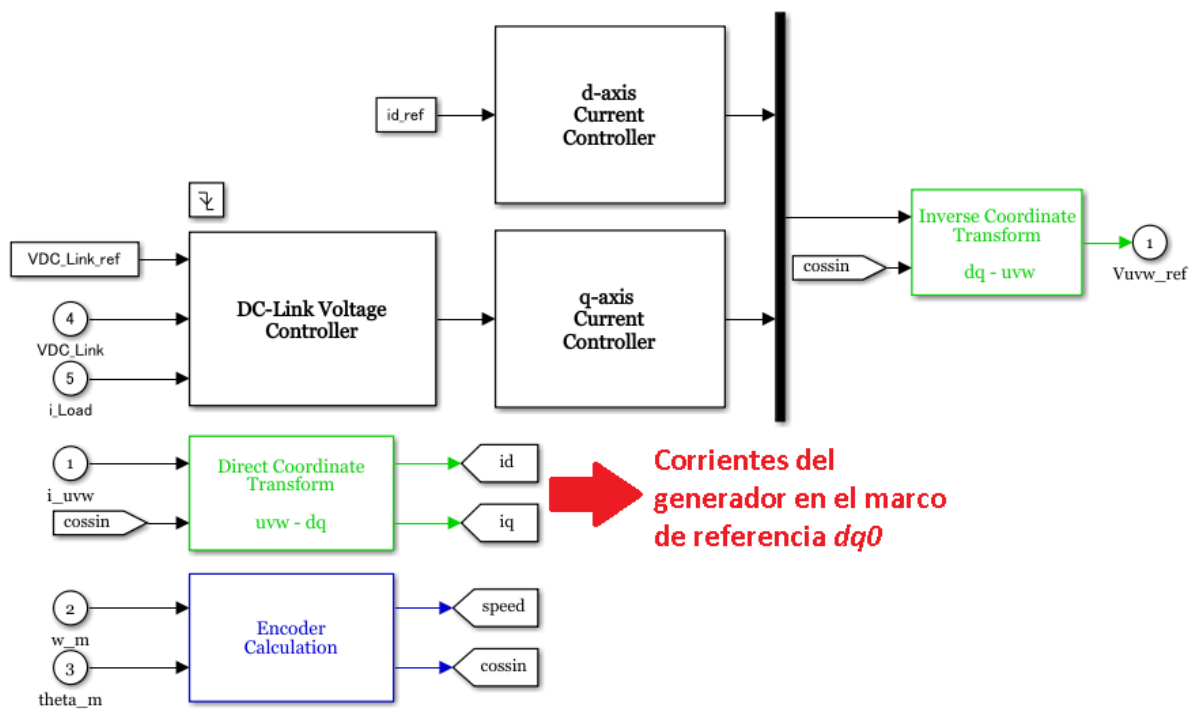 d-axis
Current
Controller
id_ref
VDC_Link_ref
4
VDC_Link
5
i_Load
DC-Link Voltage
Controller
q-axis
Current
Controller
cossin
Inverse Coordinate
Transform
dq - uvw
1
Vuvw_ref
1
i_uvw
cossin
Direct Coordinate
Transform
uvw - dq
id
iq
Corrientes del
generador en el marco
de referencia dq0
2
w_m
3
theta_m
Encoder
Calculation
speed
cossin